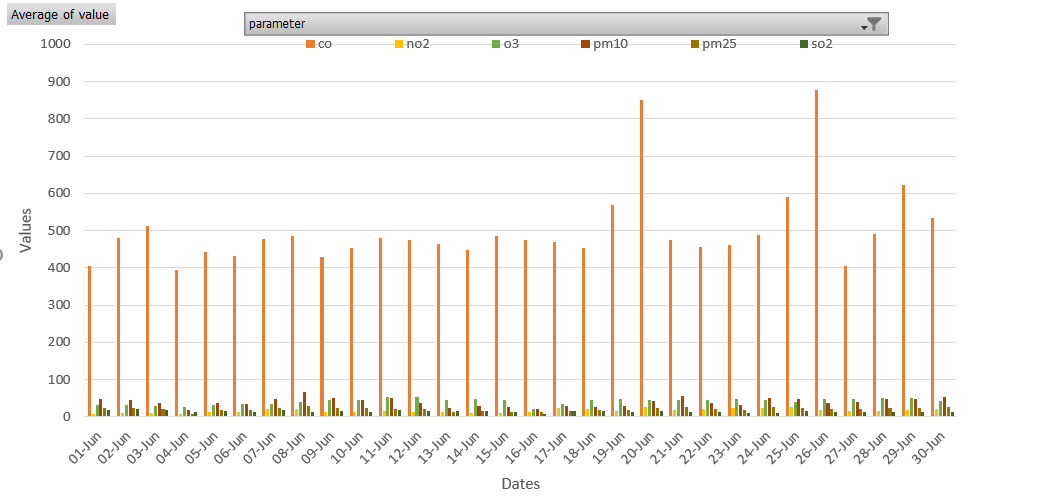 Average of value
parameter
co no2 o3 pm10 pm25 so2
1000
900
800
700
600
500
400
300
200
100
0
Values
01-Jun 02-Jun 03-Jun 04-Jun 05-Jun 06-Jun 07-Jun 08-Jun 09-Jun 10-Jun 11-Jun 12-Jun 13-Jun 14-Jun 15-Jun 16-Jun 17-Jun 18-Jun 19-Jun 20-Jun 21-Jun 22-Jun 23-Jun 24-Jun 25-Jun 26-Jun 27-Jun 28-Jun 29-Jun 30-Jun
Dates